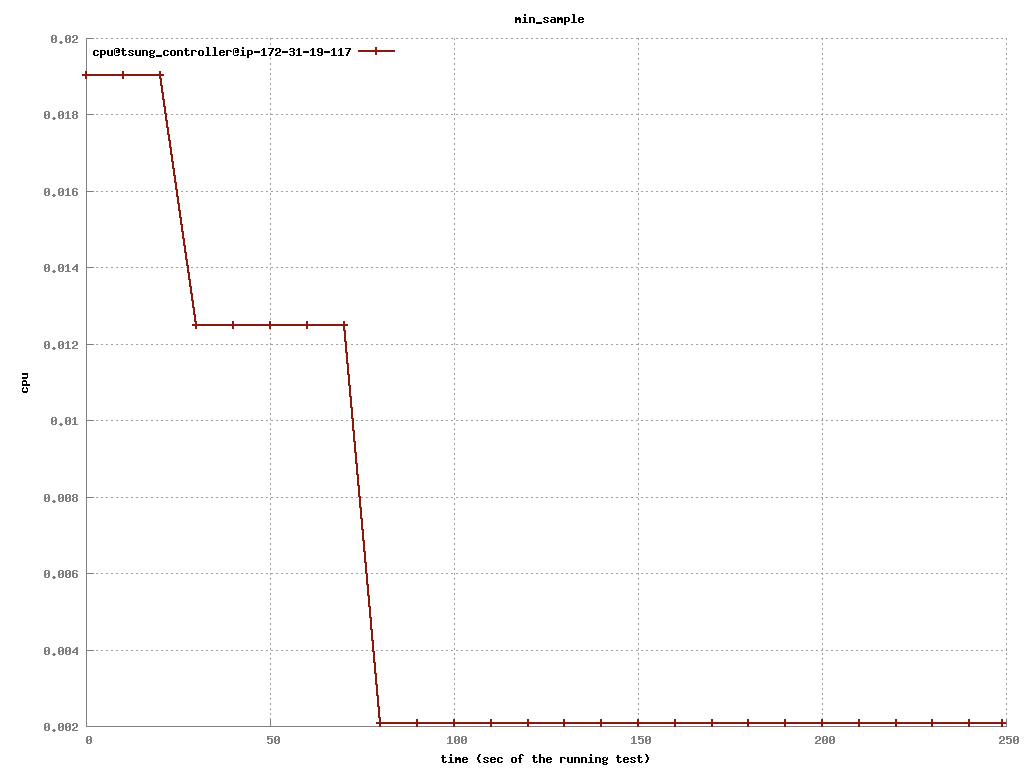 min_sample
cpu@tsung_controller@ip-172-31-19-117
0.02
0.018
0.016
0.014
0.012
0.01
0.008
0.006
0.004
0.002
cpu
0 50 100 150 200 250
time (sec of the running test)